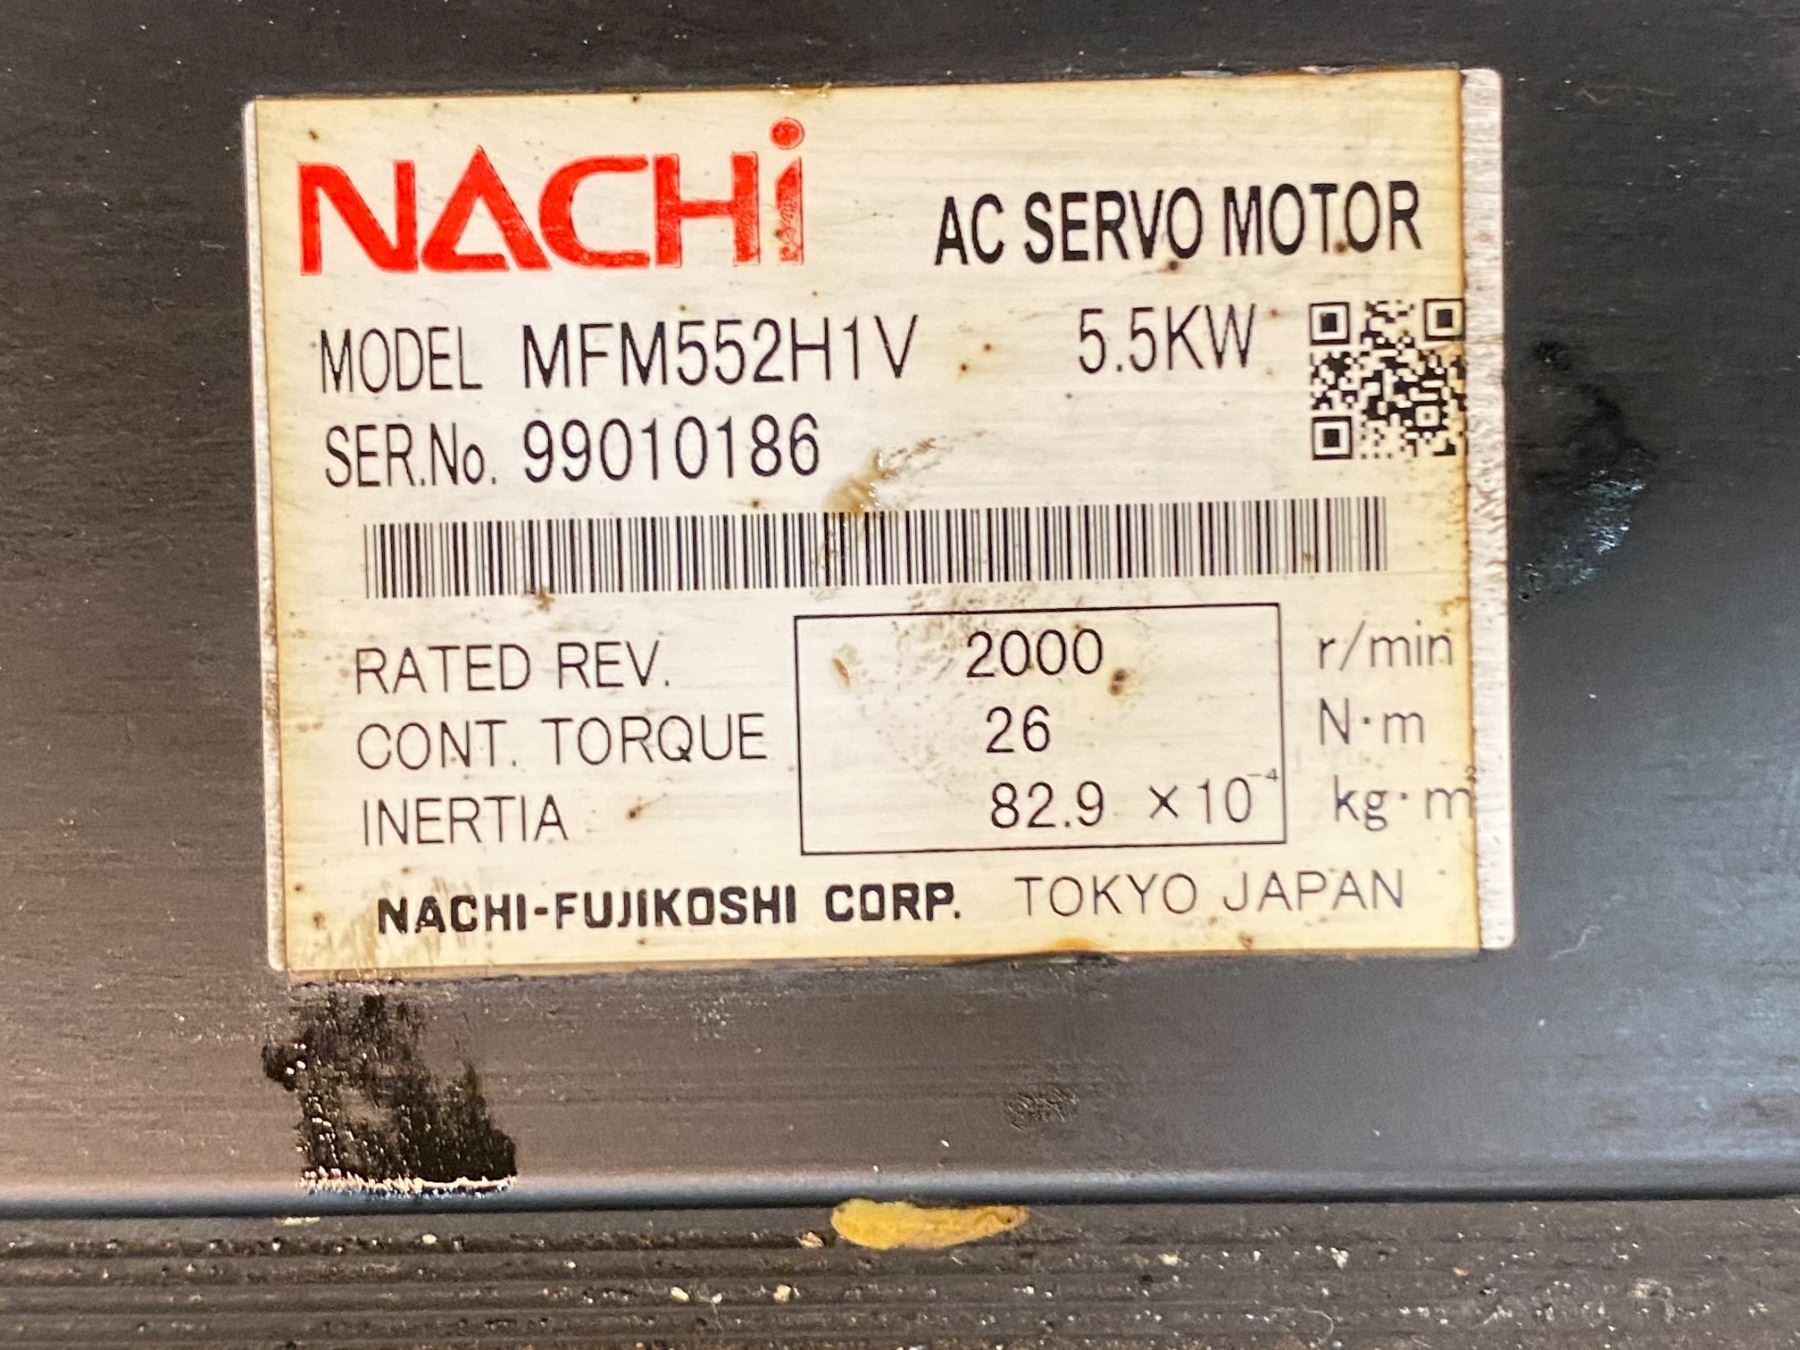 NACHi
AC SERVO MOTOR
MODEL MFM552H1V 5.5KW
SER.No. 99010186
RATED REV. 2000 r/min
CONT. TORQUE 26 N·m
INERTIA 82.9 ×10⁻⁴ kg·m²
NACHI-FUJIKOSHI CORP. TOKYO JAPAN